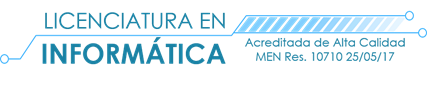 LICENCIATURA EN
INFORMÁTICA
Acreditada de Alta Calidad
MEN Res. 10710 25/05/17